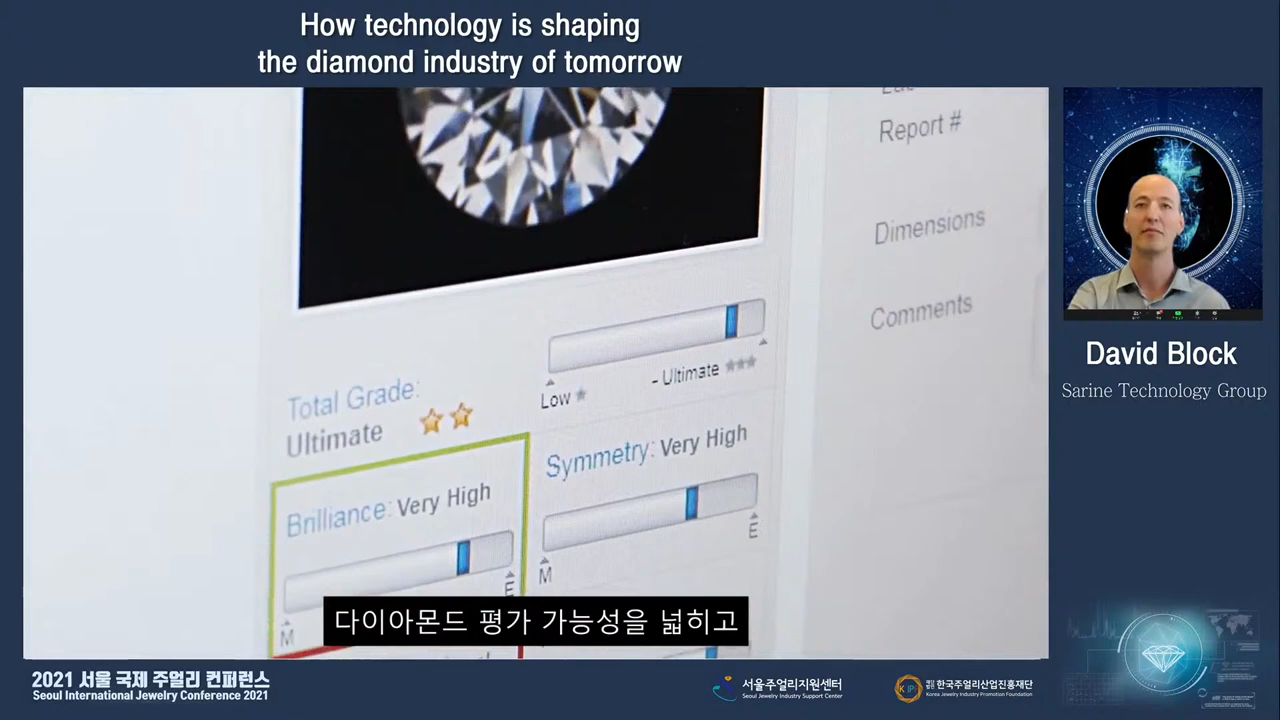 How technology is shaping
the diamond industry of tomorrow
Report #
Dimensions
Comments
Low
- Ultimate
Total Grade:
Ultimate
Symmetry: Very High
M
E
Brilliance: Very High
M
E
다이아몬드 평가 가능성을 넓히고
David Block
Sarine Technology Group
2021 서울 국제 주얼리 컨퍼런스
Seoul International Jewelry Conference 2021
서울주얼리지원센터
Seoul Jewelry Industry Support Center
재단법인 한국주얼리산업진흥재단
Korea Jewelry Industry Promotion Foundation